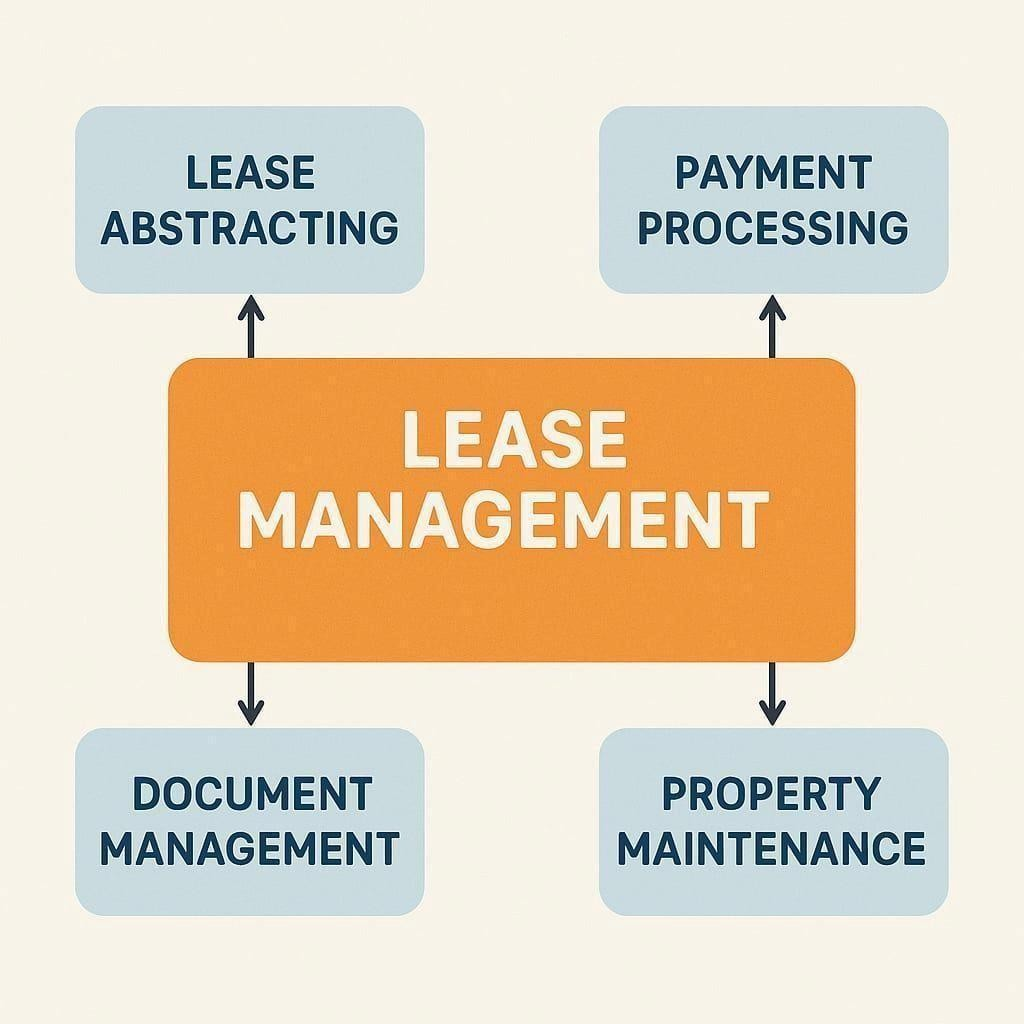 LEASE
ABSTRACTING
PAYMENT
PROCESSING
LEASE
MANAGEMENT
DOCUMENT
MANAGEMENT
PROPERTY
MAINTENANCE